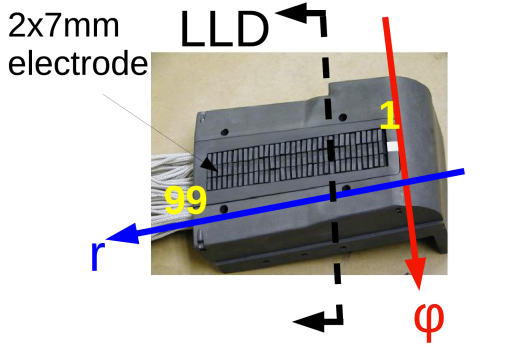 2x7mm
electrode
LLD
1
99
r
φ